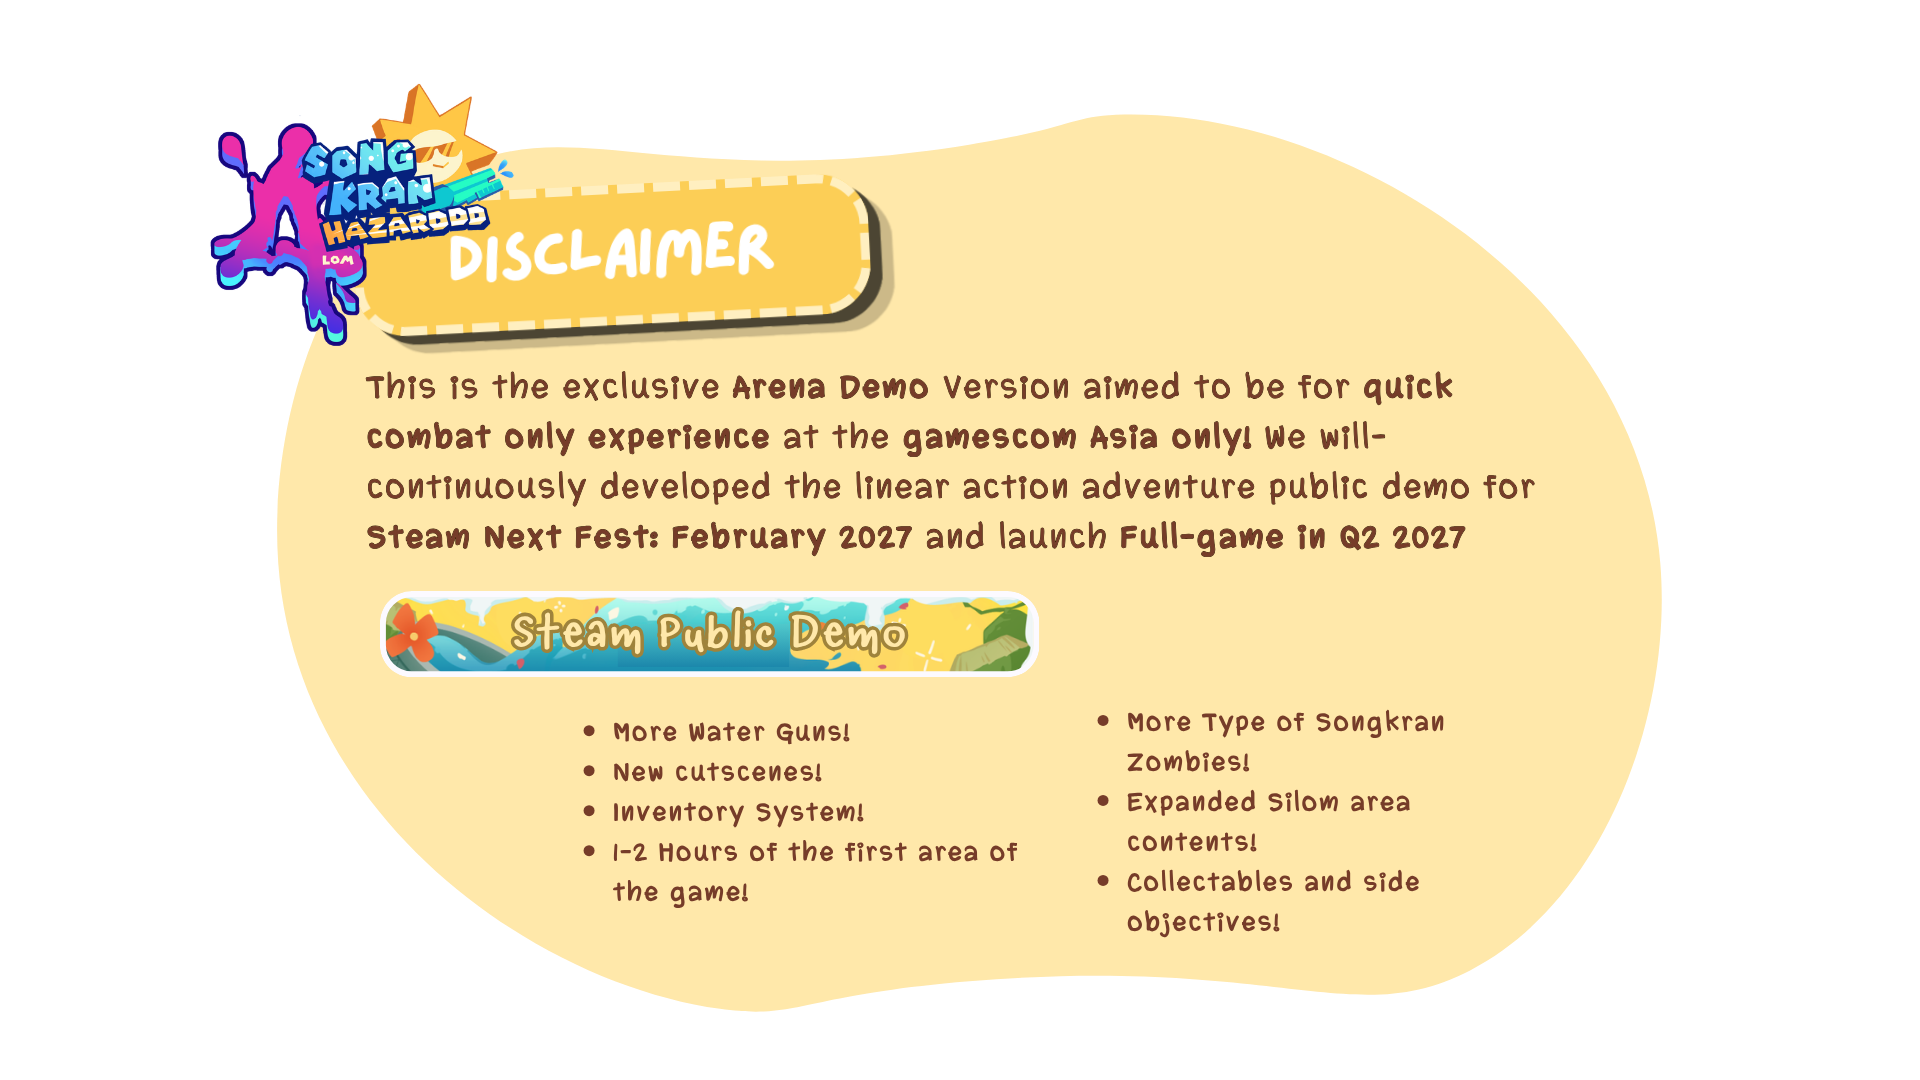 SONG
KRAN
HAZARDDD
LOM
DISCLAIMER
This is the exclusive Arena Demo Version aimed to be for quick
combat only experience at the gamescom Asia only! We will-
continuously developed the linear action adventure public demo for
Steam Next Fest: February 2027 and launch Full-game in Q2 2027
Steam Public Demo
• More Water Guns!
• New cutscenes!
• Inventory System!
• 1-2 Hours of the first area of
the game!
• More Type of Songkran
Zombies!
• Expanded Silom area
contents!
• Collectables and side
objectives!